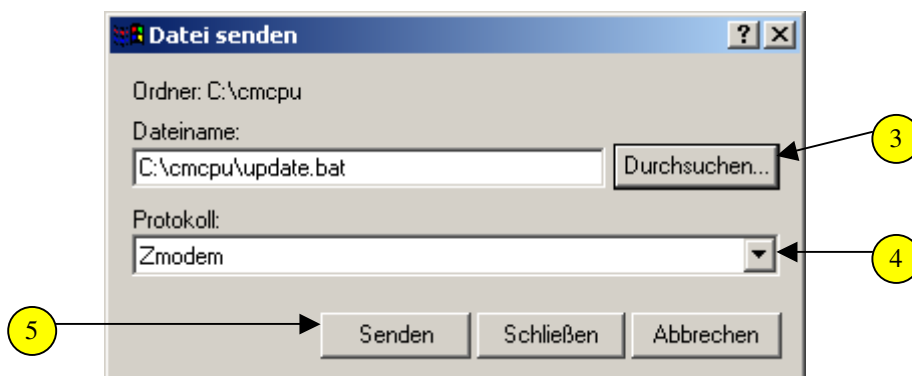 Datei senden
Ordner: C:\cmcpu
Dateiname:
C:\cmcpu\update.bat
Durchsuchen...
3
Protokoll:
Zmodem
4
5
Senden
Schließen
Abbrechen